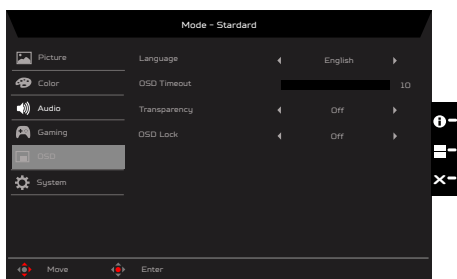 Mode - Stardard
Picture
Language
English
Color
OSD Timeout
10
Audio
Transparency
Off
Gaming
OSD Lock
Off
OSD
System
Move
Enter